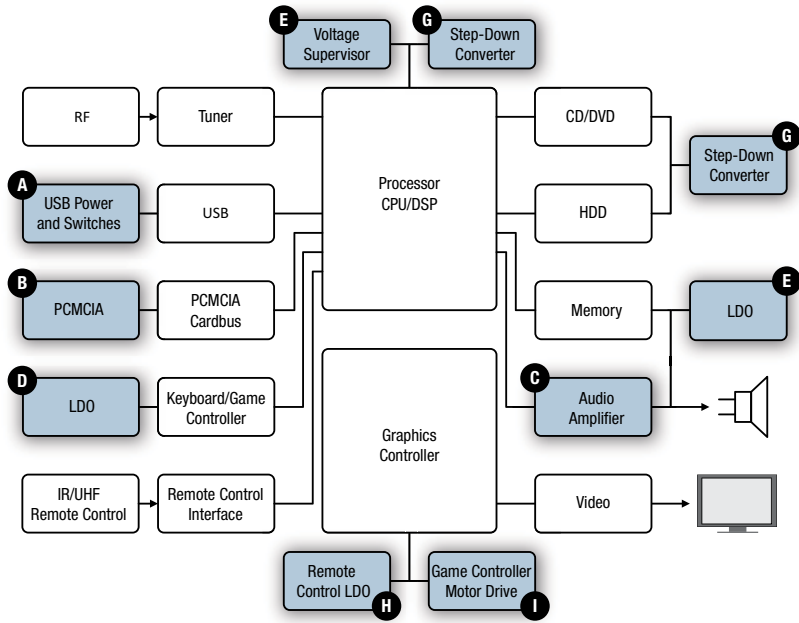 E
Voltage
Supervisor
G
Step-Down
Converter
RF
Tuner
Processor
CPU/DSP
CD/DVD
G
Step-Down
Converter
A
USB Power
and Switches
USB
HDD
B
PCMCIA
PCMCIA
Cardbus
Memory
E
LDO
D
LDO
Keyboard/Game
Controller
Graphics
Controller
C
Audio
Amplifier
IR/UHF
Remote Control
Remote Control
Interface
Video
Remote
Control LDO
H
Game Controller
Motor Drive
I